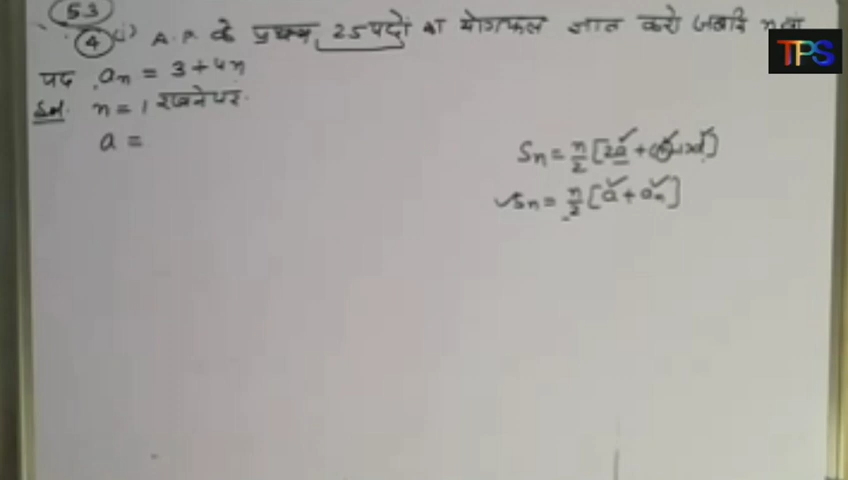 53
4 (i) A.P. के प्रथम 25 पदों का योगफल ज्ञात करो जबकि n वां
TPS
पद an = 3 + 4n
Sol. n = 1 रखने पर
a =
Sn = n/2 [2a + (n-1)d]
Sn = n/2 [a + an]